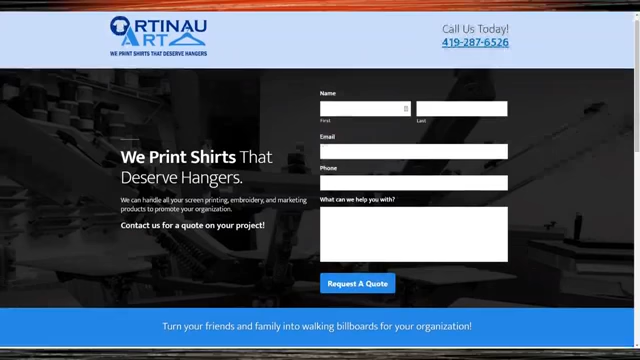 ORTINAU
ART
WE PRINT SHIRTS THAT DESERVE HANGERS
Call Us Today!
419-287-6526
Name
First
Last
Email
Phone
What can we help you with?
Request A Quote
We Print Shirts That
Deserve Hangers.
We can handle all your screen printing, embroidery, and marketing
products to promote your organization.
Contact us for a quote on your project!
Turn your friends and family into walking billboards for your organization!